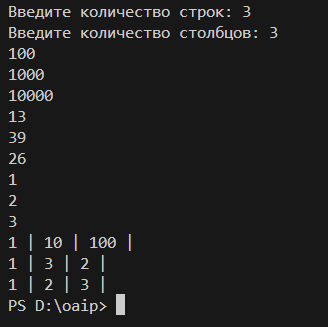 Введите количество строк: 3
Введите количество столбцов: 3
100
1000
10000
13
39
26
1
2
3
1 | 10 | 100 |
1 | 3 | 2 |
1 | 2 | 3 |
PS D:\oaip>